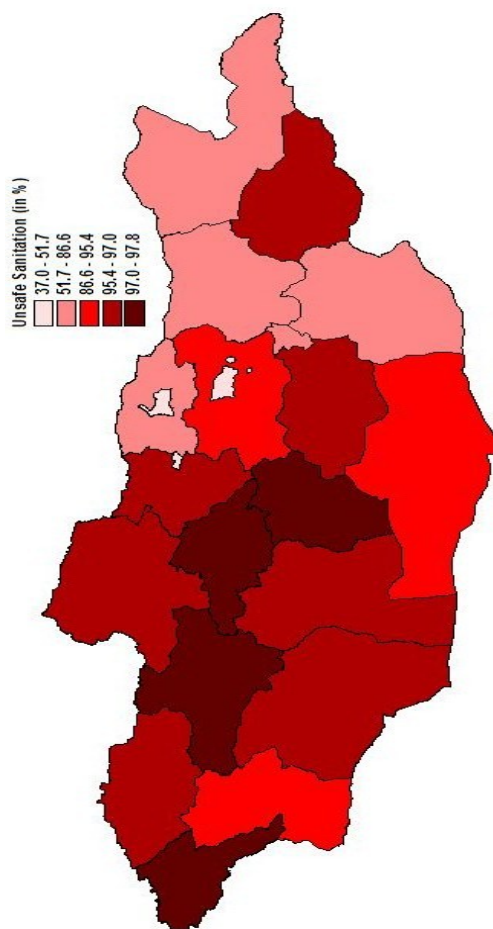 Unsafe Sanitation (in %)
37.0 - 51.7
51.7 - 86.6
86.6 - 95.4
95.4 - 97.0
97.0 - 97.8